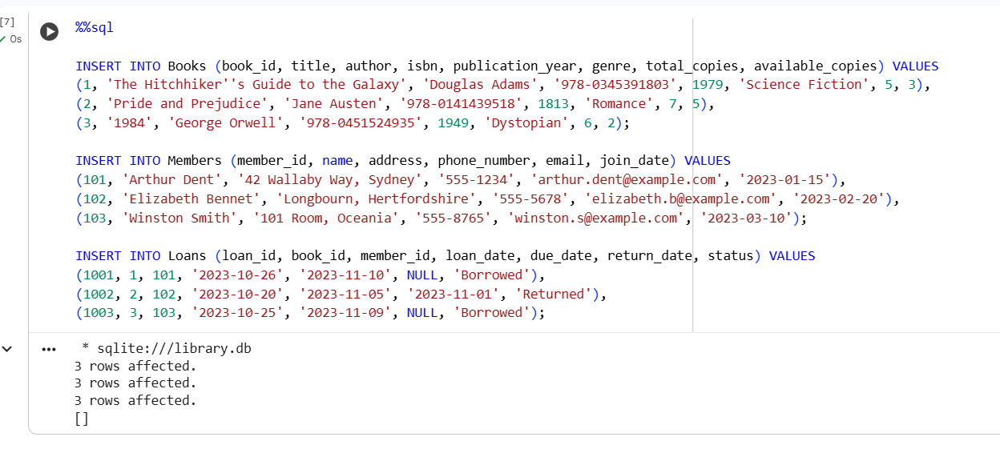 [7]
0s
%%sql
INSERT INTO Books (book_id, title, author, isbn, publication_year, genre, total_copies, available_copies) VALUES
(1, 'The Hitchhiker''s Guide to the Galaxy', 'Douglas Adams', '978-0345391803', 1979, 'Science Fiction', 5, 3),
(2, 'Pride and Prejudice', 'Jane Austen', '978-0141439518', 1813, 'Romance', 7, 5),
(3, '1984', 'George Orwell', '978-0451524935', 1949, 'Dystopian', 6, 2);
INSERT INTO Members (member_id, name, address, phone_number, email, join_date) VALUES
(101, 'Arthur Dent', '42 Wallaby Way, Sydney', '555-1234', 'arthur.dent@example.com', '2023-01-15'),
(102, 'Elizabeth Bennet', 'Longbourn, Hertfordshire', '555-5678', 'elizabeth.b@example.com', '2023-02-20'),
(103, 'Winston Smith', '101 Room, Oceania', '555-8765', 'winston.s@example.com', '2023-03-10');
INSERT INTO Loans (loan_id, book_id, member_id, loan_date, due_date, return_date, status) VALUES
(1001, 1, 101, '2023-10-26', '2023-11-10', NULL, 'Borrowed'),
(1002, 2, 102, '2023-10-20', '2023-11-05', '2023-11-01', 'Returned'),
(1003, 3, 103, '2023-10-25', '2023-11-09', NULL, 'Borrowed');
* sqlite:///library.db
3 rows affected.
3 rows affected.
3 rows affected.
[]